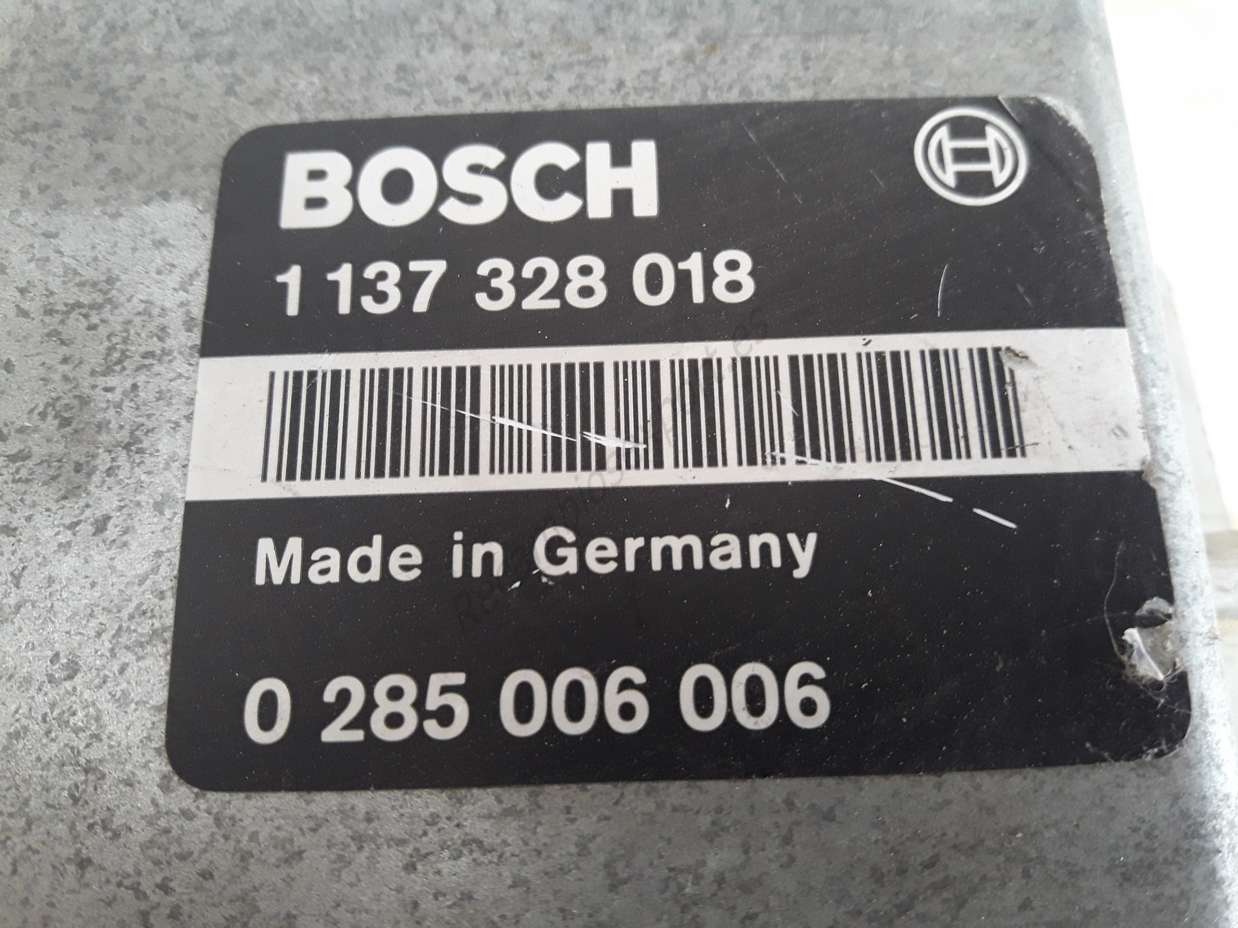 BOSCH
1 137 328 018
Made in Germany
0 285 006 006